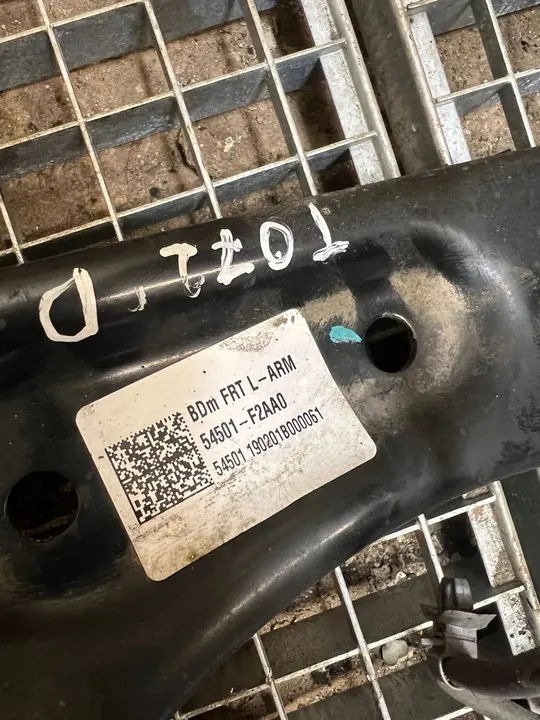 BDm FRT L-ARM
54501-F2AA0
54501 190201B000061